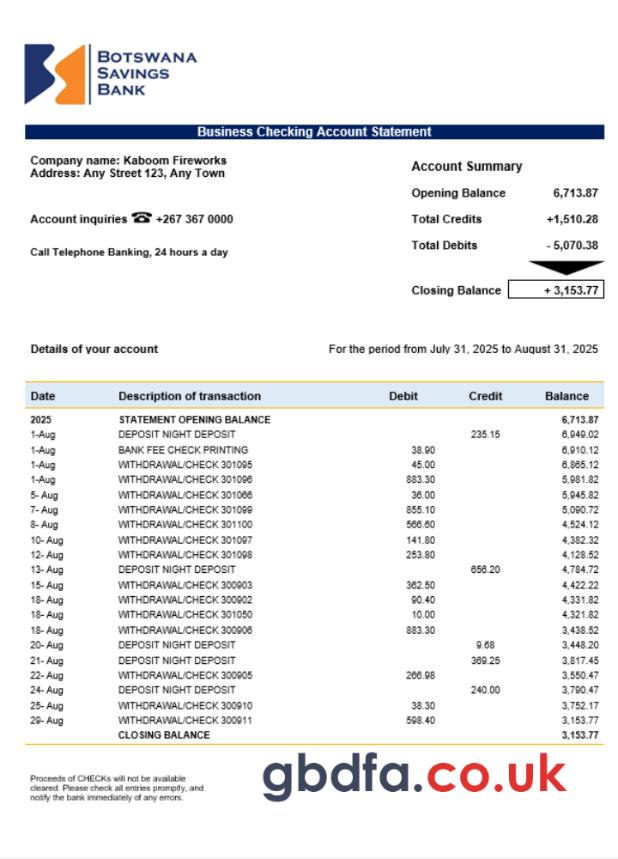 BOTSWANA
SAVINGS
BANK
Business Checking Account Statement
Company name: Kaboom Fireworks
Address: Any Street 123, Any Town
Account inquiries ☎ +267 367 0000
Call Telephone Banking, 24 hours a day
Account Summary
Opening Balance 6,713.87
Total Credits +1,510.28
Total Debits - 5,070.38
Closing Balance + 3,153.77
Details of your account For the period from July 31, 2025 to August 31, 2025
Date Description of transaction Debit Credit Balance
2025 STATEMENT OPENING BALANCE 6,713.87
1-Aug DEPOSIT NIGHT DEPOSIT 235.15 6,949.02
1-Aug BANK FEE CHECK PRINTING 38.90 6,910.12
1-Aug WITHDRAWAL/CHECK 301095 45.00 6,865.12
1-Aug WITHDRAWAL/CHECK 301096 883.30 5,981.82
5- Aug WITHDRAWAL/CHECK 301066 36.00 5,945.82
7- Aug WITHDRAWAL/CHECK 301099 855.10 5,090.72
8- Aug WITHDRAWAL/CHECK 301100 566.60 4,524.12
10- Aug WITHDRAWAL/CHECK 301097 141.80 4,382.32
12- Aug WITHDRAWAL/CHECK 301098 253.80 4,128.52
13- Aug DEPOSIT NIGHT DEPOSIT 656.20 4,784.72
15- Aug WITHDRAWAL/CHECK 300903 362.50 4,422.22
18- Aug WITHDRAWAL/CHECK 300902 90.40 4,331.82
18- Aug WITHDRAWAL/CHECK 301050 10.00 4,321.82
18- Aug WITHDRAWAL/CHECK 300906 883.30 3,438.52
20- Aug DEPOSIT NIGHT DEPOSIT 9.68 3,448.20
21- Aug DEPOSIT NIGHT DEPOSIT 369.25 3,817.45
22- Aug WITHDRAWAL/CHECK 300905 266.98 3,550.47
24- Aug DEPOSIT NIGHT DEPOSIT 240.00 3,790.47
25- Aug WITHDRAWAL/CHECK 300910 38.30 3,752.17
29- Aug WITHDRAWAL/CHECK 300911 598.40 3,153.77
CLOSING BALANCE 3,153.77
Proceeds of CHECKs will not be available
cleared. Please check all entries promptly, and
notify the bank immediately of any errors.
gbdfa.co.uk